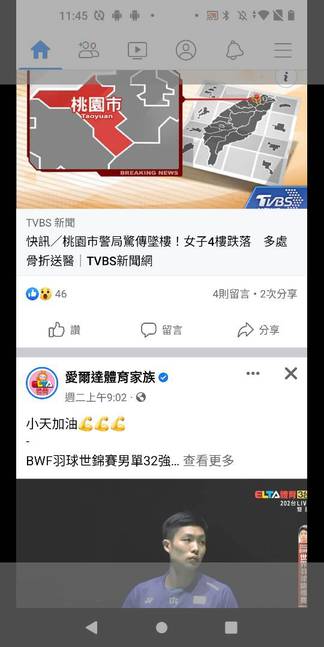 11:45
桃園市
Taoyuan
BREAKING NEWS
TVBS
TVBS 新聞
快訊／桃園市警局驚傳墜樓！女子4樓跌落　多處
骨折送醫｜TVBS新聞網
46
4則留言・2次分享
讚
留言
分享
愛爾達體育家族
週二上午9:02
小天加油💪💪💪
-
BWF羽球世錦賽男單32強... 查看更多
ELTA體育
YONEX